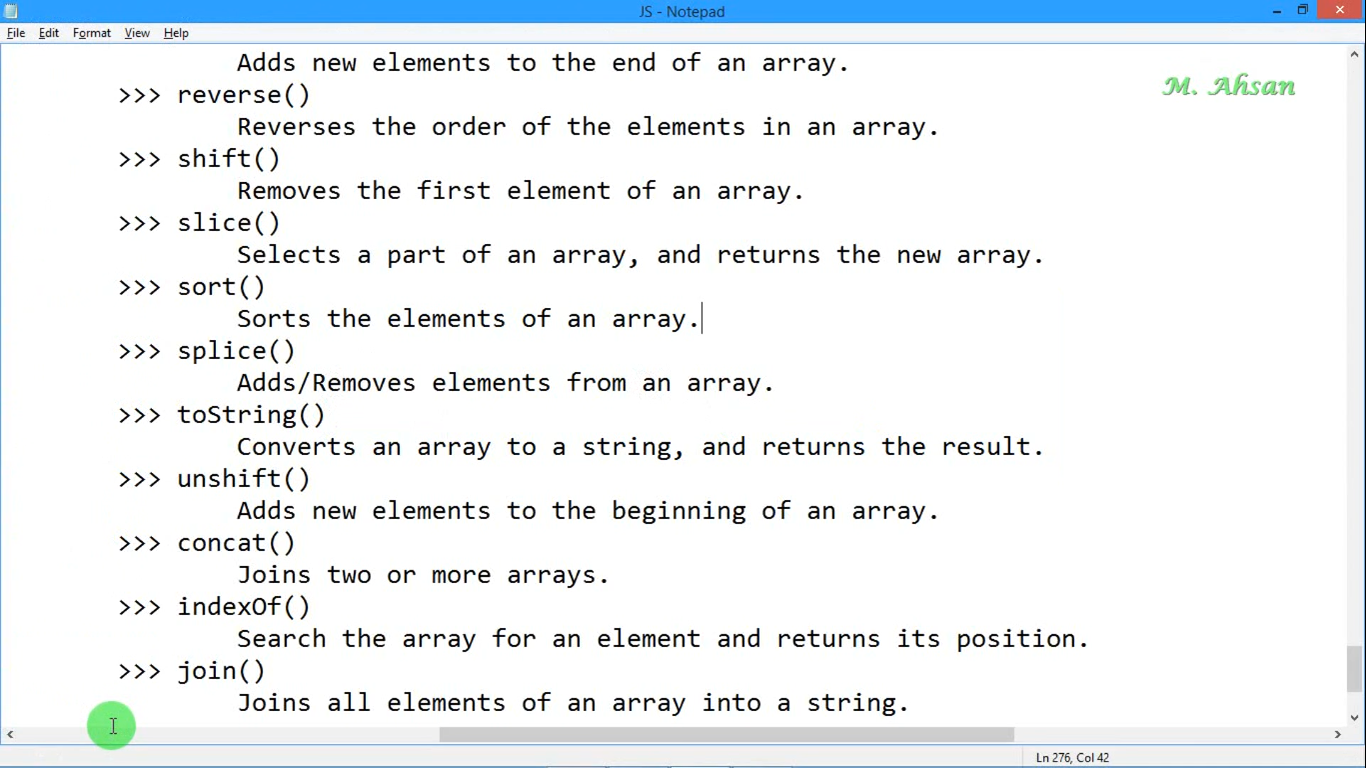 JS - Notepad
File Edit Format View Help
Adds new elements to the end of an array.
M. Ahsan
>>> reverse()
Reverses the order of the elements in an array.
>>> shift()
Removes the first element of an array.
>>> slice()
Selects a part of an array, and returns the new array.
>>> sort()
Sorts the elements of an array.
>>> splice()
Adds/Removes elements from an array.
>>> toString()
Converts an array to a string, and returns the result.
>>> unshift()
Adds new elements to the beginning of an array.
>>> concat()
Joins two or more arrays.
>>> indexOf()
Search the array for an element and returns its position.
>>> join()
Joins all elements of an array into a string.
Ln 276, Col 42